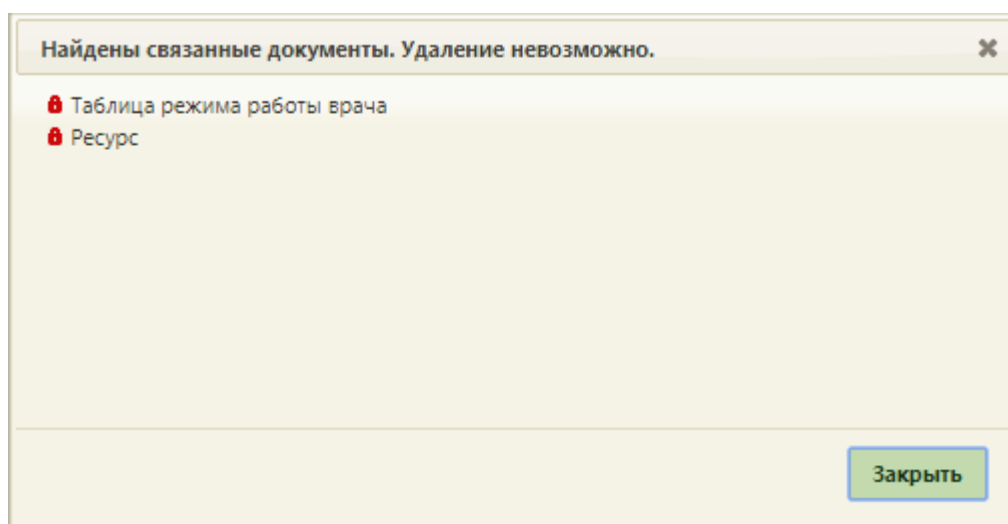 Найдены связанные документы. Удаление невозможно.
Таблица режима работы врача
Ресурс
Закрыть